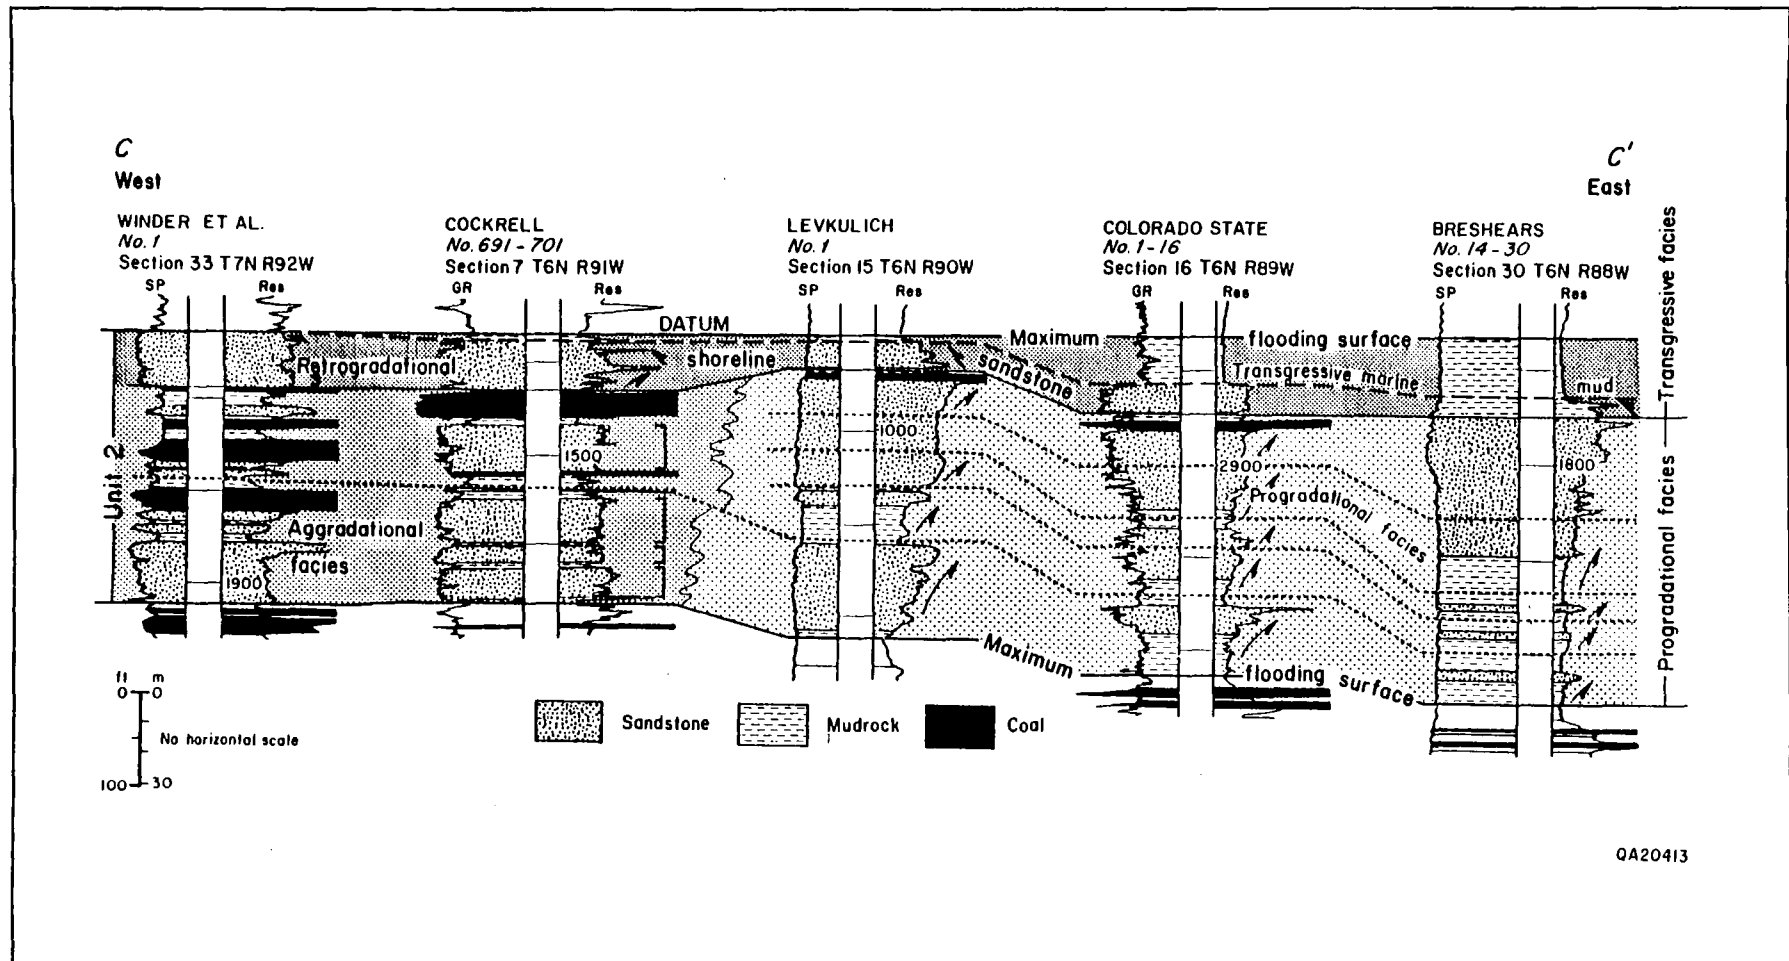 C
West
C'
East
WINDER ET AL.
No. 1
Section 33 T7N R92W
SP Res
COCKRELL
No. 691 - 701
Section 7 T6N R91W
GR Res
LEVKULICH
No. 1
Section 15 T6N R90W
SP Res
COLORADO STATE
No. 1-16
Section 16 T6N R89W
GR Res
BRESHEARS
No. 14-30
Section 30 T6N R88W
SP Res
DATUM
Maximum flooding surface
Retrogradational shoreline sandstone
Transgressive marine mud
Transgressive facies
Unit 2
1000
1500
2900
1800
Progradational facies
Aggradational
facies
1900
Progradational facies
Maximum flooding surface
ft m
0 0
No horizontal scale
100 30
Sandstone
Mudrock
Coal
QA20413